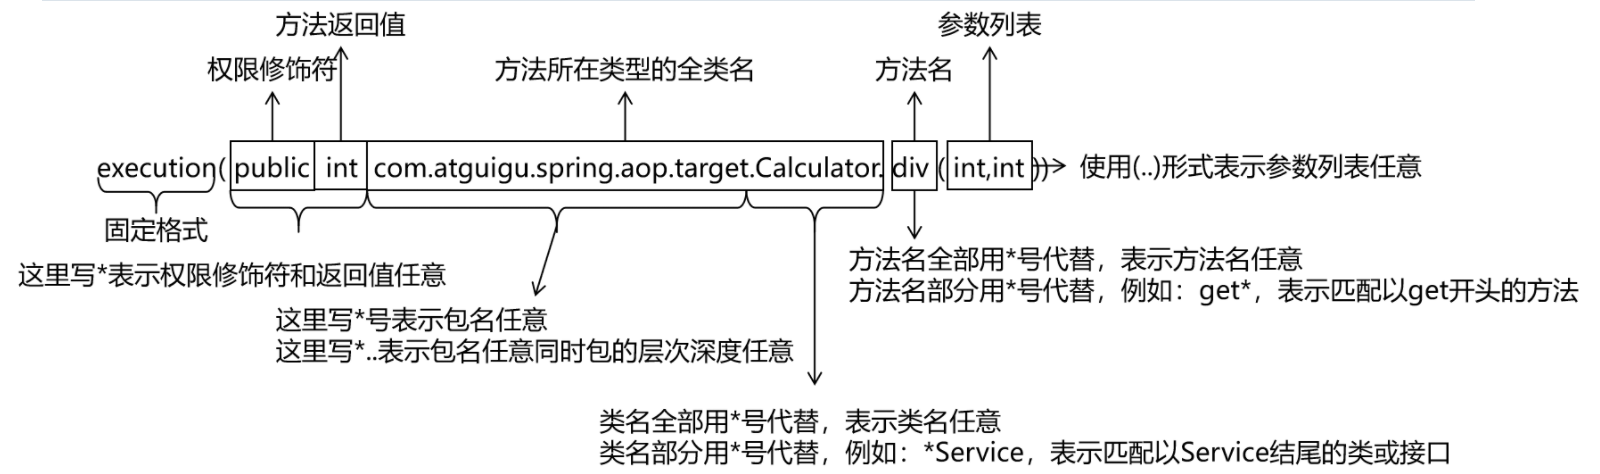 方法返回值
参数列表
权限修饰符
方法所在类型的全类名
方法名
execution(public int com.atguigu.spring.aop.target.Calculator.div(int,int)) 使用(..)形式表示参数列表任意
固定格式
这里写*表示权限修饰符和返回值任意
方法名全部用*号代替，表示方法名任意
方法名部分用*号代替，例如：get*，表示匹配以get开头的方法
这里写*号表示包名任意
这里写*..表示包名任意同时包的层次深度任意
类名全部用*号代替，表示类名任意
类名部分用*号代替，例如：*Service，表示匹配以Service结尾的类或接口